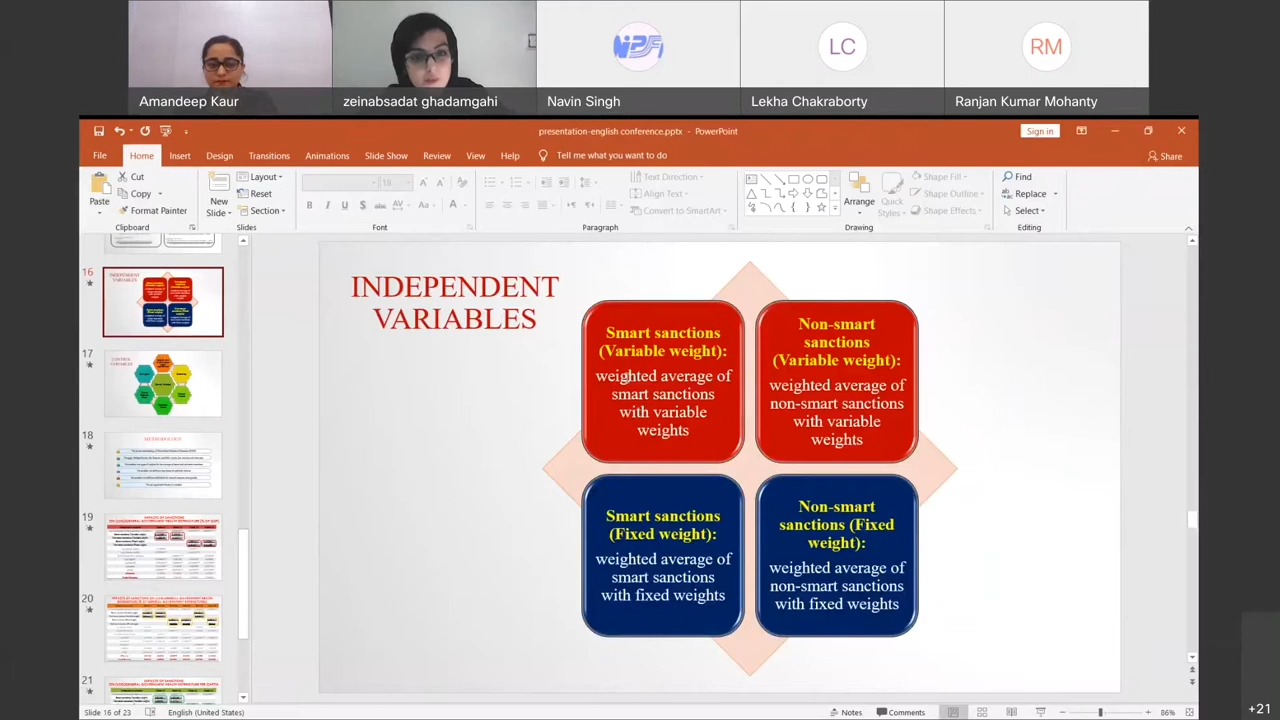 NIPF
LC
RM
Amandeep Kaur
zeinabsadat ghadamgahi
Navin Singh
Lekha Chakraborty
Ranjan Kumar Mohanty
presentation-english conference.pptx - PowerPoint
Sign in
File
Home
Insert
Design
Transitions
Animations
Slide Show
Review
View
Help
Tell me what you want to do
Share
Paste
Cut
Copy
Format Painter
Clipboard
New
Slide
Layout
Reset
Section
Slides
18
Font
Text Direction
Align Text
Convert to SmartArt
Paragraph
Arrange
Quick
Styles
Shape Fill
Shape Outline
Shape Effects
Drawing
Find
Replace
Select
Editing
16
INDEPENDENT
VARIABLES
17
CONTROL
VARIABLES
18
METHODOLOGY
19
20
21
INDEPENDENT
VARIABLES
Smart sanctions
(Variable weight):
weighted average of
smart sanctions
with variable
weights
Non-smart
sanctions
(Variable weight):
weighted average of
non-smart sanctions
with variable
weights
Smart sanctions
(Fixed weight):
weighted average of
smart sanctions
with fixed weights
Non-smart
sanctions (Fixed
weight):
weighted average of
non-smart sanctions
with fixed weights
Slide 16 of 23
English (United States)
Notes
Comments
86%
+21